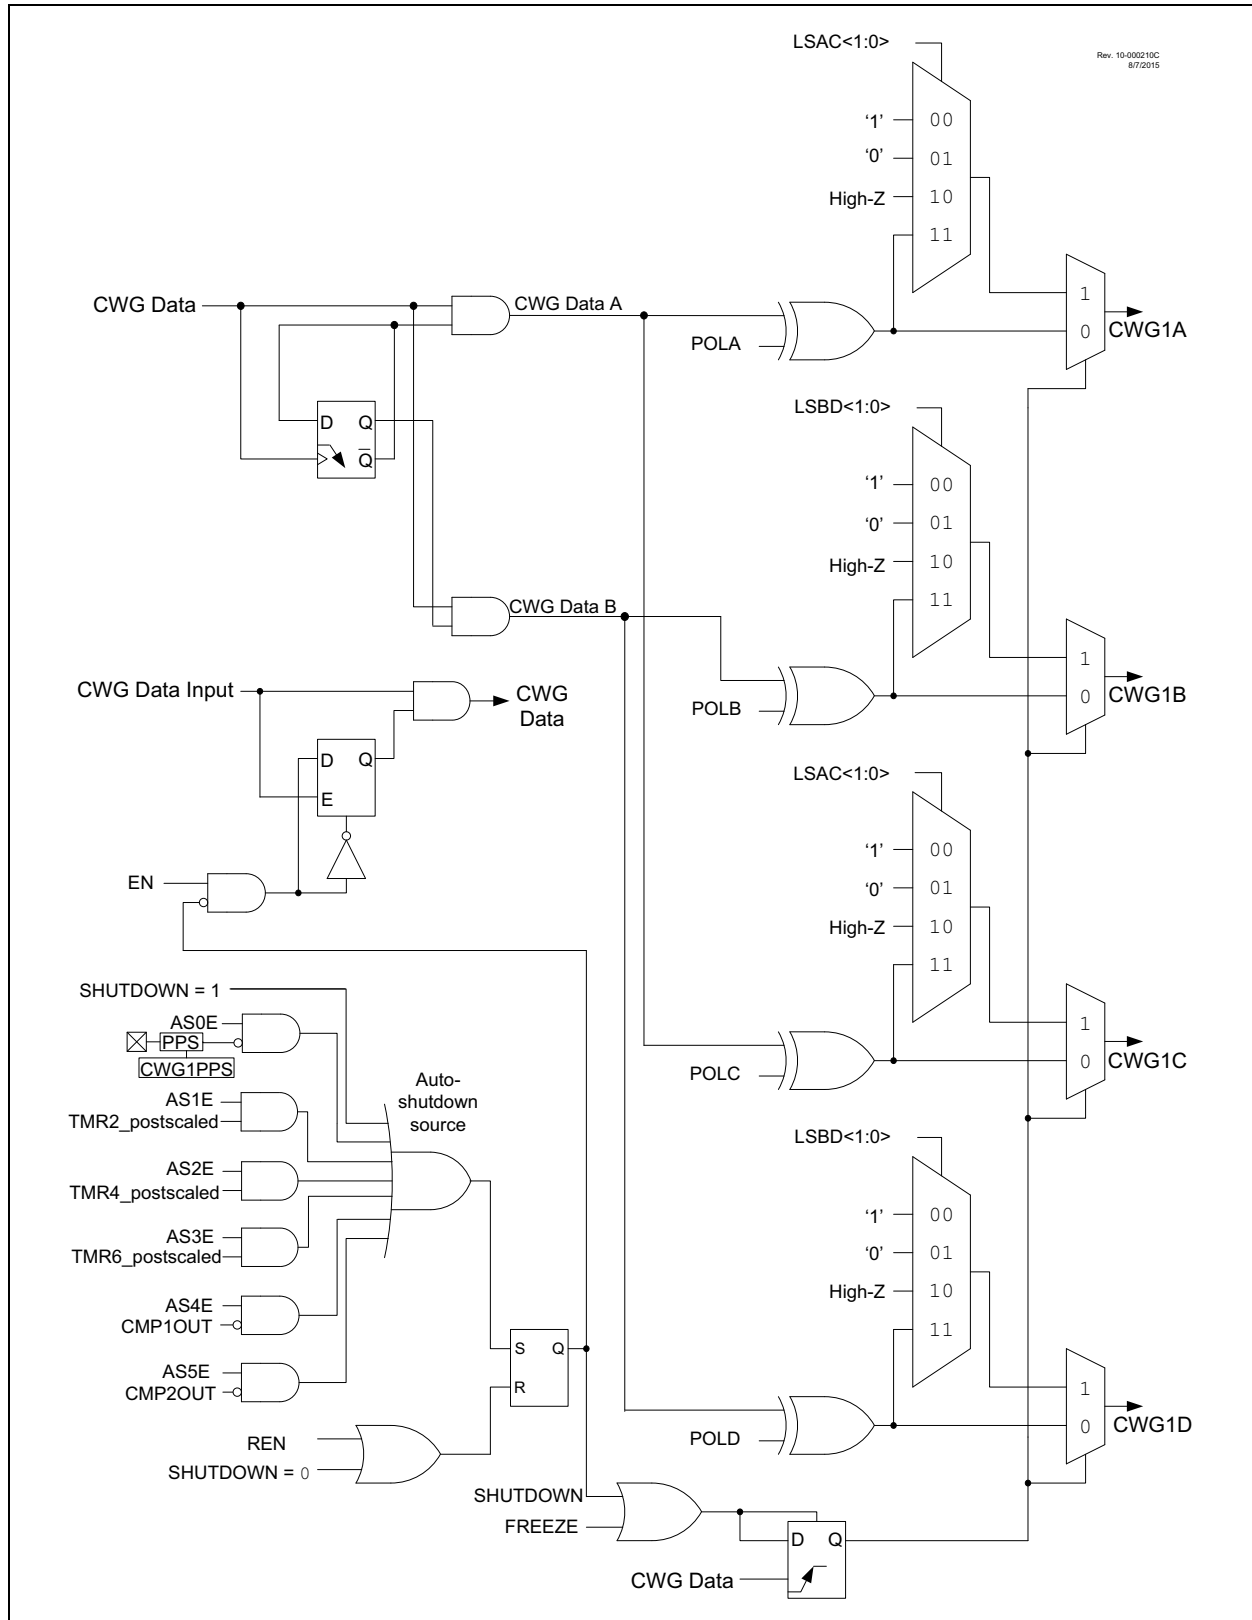 LSAC<1:0>
Rev. 10-000210C
8/7/2015
‘1’
00
‘0’
01
High-Z
10
11
CWG Data
CWG Data A
POLA
1
0
CWG1A
D
Q
Q
LSBD<1:0>
‘1’
00
‘0’
01
High-Z
10
11
CWG Data B
POLB
1
0
CWG1B
CWG Data Input
CWG
Data
D
Q
E
EN
LSAC<1:0>
‘1’
00
‘0’
01
High-Z
10
11
POLC
1
0
CWG1C
SHUTDOWN = 1
AS0E
PPS
CWG1PPS
AS1E
TMR2_postscaled
AS2E
TMR4_postscaled
AS3E
TMR6_postscaled
AS4E
CMP1OUT
AS5E
CMP2OUT
Auto-
shutdown
source
S
Q
R
REN
SHUTDOWN = 0
LSBD<1:0>
‘1’
00
‘0’
01
High-Z
10
11
POLD
1
0
CWG1D
SHUTDOWN
FREEZE
D
Q
CWG Data